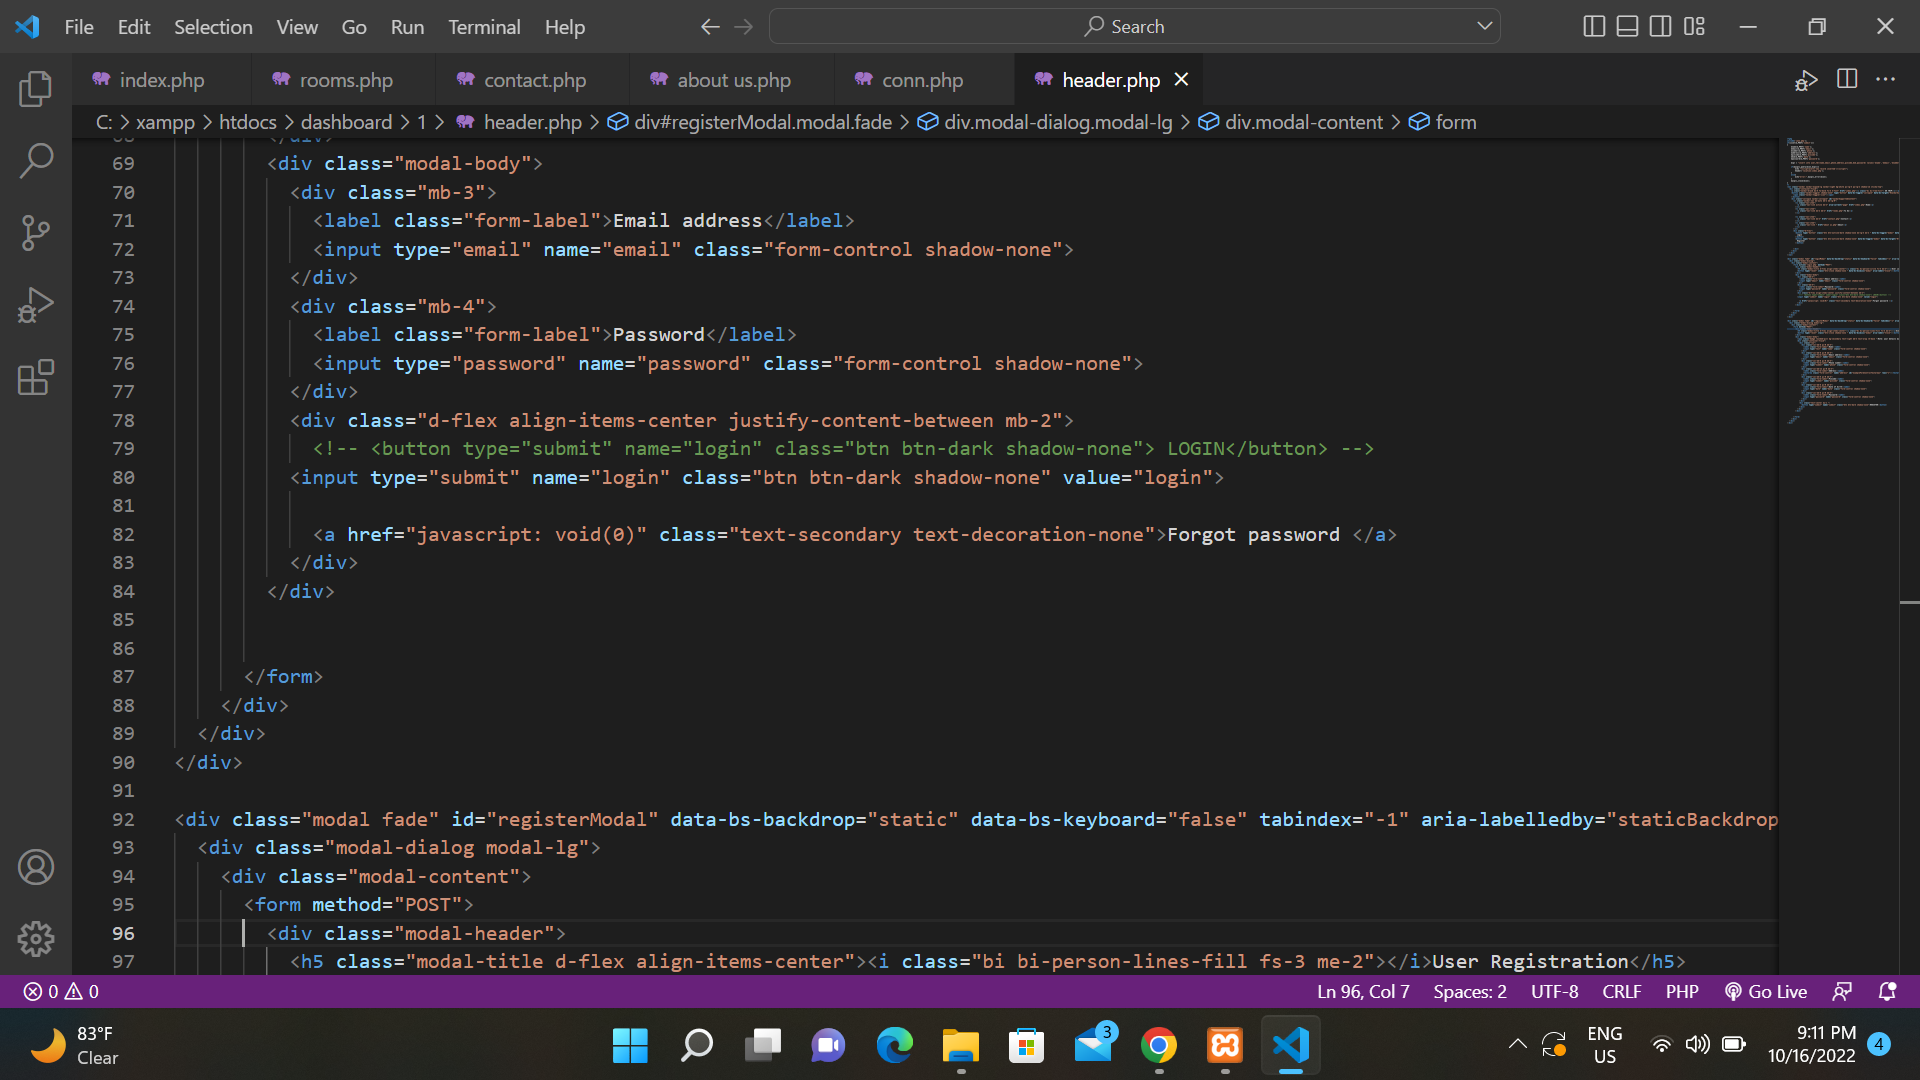 File Edit Selection View Go Run Terminal Help Search
index.php rooms.php contact.php about us.php conn.php header.php
C: > xampp > htdocs > dashboard > 1 > header.php > div#registerModal.modal.fade > div.modal-dialog.modal-lg > div.modal-content > form
68 </div>
69 <div class="modal-body">
70 <div class="mb-3">
71 <label class="form-label">Email address</label>
72 <input type="email" name="email" class="form-control shadow-none">
73 </div>
74 <div class="mb-4">
75 <label class="form-label">Password</label>
76 <input type="password" name="password" class="form-control shadow-none">
77 </div>
78 <div class="d-flex align-items-center justify-content-between mb-2">
79 <!-- <button type="submit" name="login" class="btn btn-dark shadow-none"> LOGIN</button> -->
80 <input type="submit" name="login" class="btn btn-dark shadow-none" value="login">
81
82 <a href="javascript: void(0)" class="text-secondary text-decoration-none">Forgot password </a>
83 </div>
84 </div>
85
86
87 </form>
88 </div>
89 </div>
90 </div>
91
92 <div class="modal fade" id="registerModal" data-bs-backdrop="static" data-bs-keyboard="false" tabindex="-1" aria-labelledby="staticBackdrop
93 <div class="modal-dialog modal-lg">
94 <div class="modal-content">
95 <form method="POST">
96 <div class="modal-header">
97 <h5 class="modal-title d-flex align-items-center"><i class="bi bi-person-lines-fill fs-3 me-2"></i>User Registration</h5>
0 0 Ln 96, Col 7 Spaces: 2 UTF-8 CRLF PHP Go Live
83°F
Clear
3
ENG
US
9:11 PM
10/16/2022
4